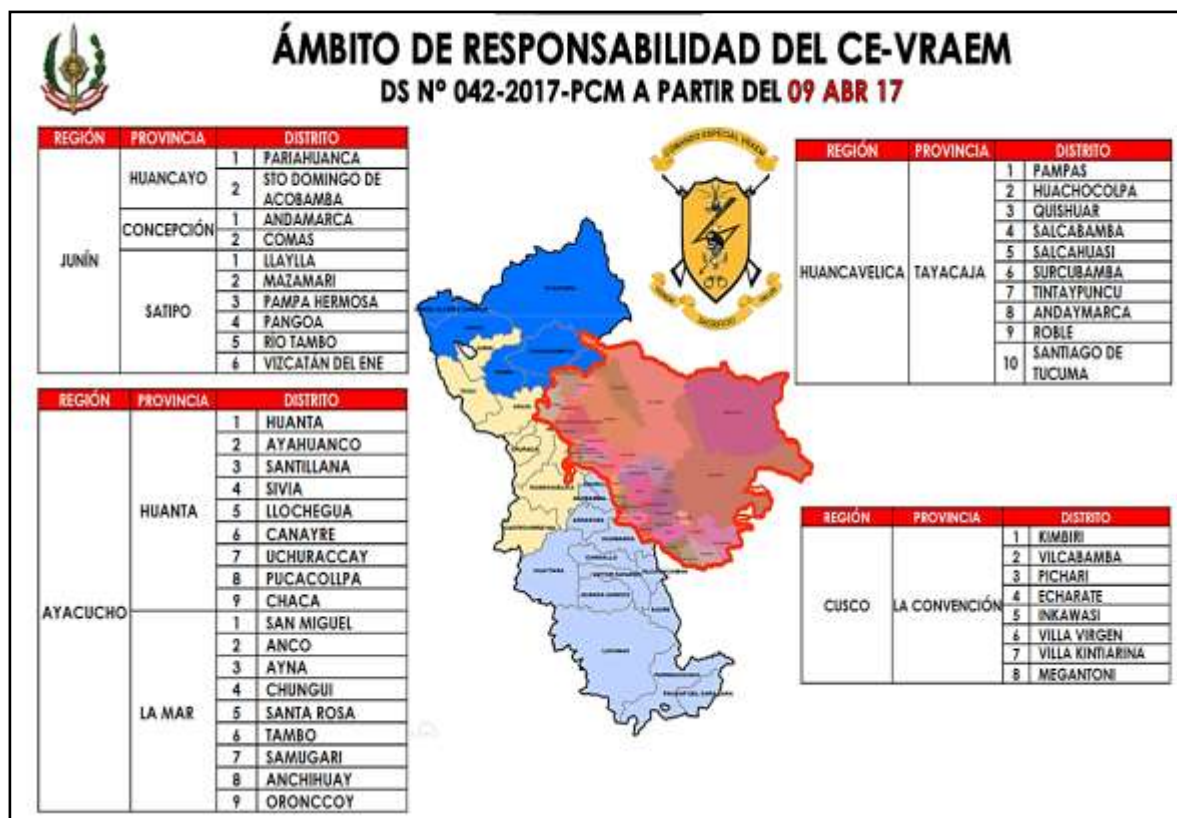 ÁMBITO DE RESPONSABILIDAD DEL CE-VRAEM
DS Nº 042-2017-PCM A PARTIR DEL 09 ABR 17
REGIÓN PROVINCIA DISTRITO
JUNÍN
HUANCAYO
1 PARIAHUANCA
2 STO DOMINGO DE
ACOBAMBA
CONCEPCIÓN
1 ANDAMARCA
2 COMAS
SATIPO
1 LLAYLLA
2 MAZAMARI
3 PAMPA HERMOSA
4 PANGOA
5 RÍO TAMBO
6 VIZCATÁN DEL ENE
REGIÓN PROVINCIA DISTRITO
AYACUCHO
HUANTA
1 HUANTA
2 AYAHUANCO
3 SANTILLANA
4 SIVIA
5 LLOCHEGUA
6 CANAYRE
7 UCHURACCAY
8 PUCACOLLPA
9 CHACA
LA MAR
1 SAN MIGUEL
2 ANCO
3 AYNA
4 CHUNGUI
5 SANTA ROSA
6 TAMBO
7 SAMUGARI
8 ANCHIHUAY
9 ORONCCOY
COMANDO ESPECIAL VRAEM
REGIÓN PROVINCIA DISTRITO
HUANCAVELICA
TAYACAJA
1 PAMPAS
2 HUACHOCOLPA
3 QUISHUAR
4 SALCABAMBA
5 SALCAHUASI
6 SURCUBAMBA
7 TINTAYPUNCU
8 ANDAYMARCA
9 ROBLE
10 SANTIAGO DE
TUCUMA
REGIÓN PROVINCIA DISTRITO
CUSCO
LA CONVENCIÓN
1 KIMBIRI
2 VILCABAMBA
3 PICHARI
4 ECHARATE
5 INKAWASI
6 VILLA VIRGEN
7 VILLA KINTIARINA
8 MEGANTONI